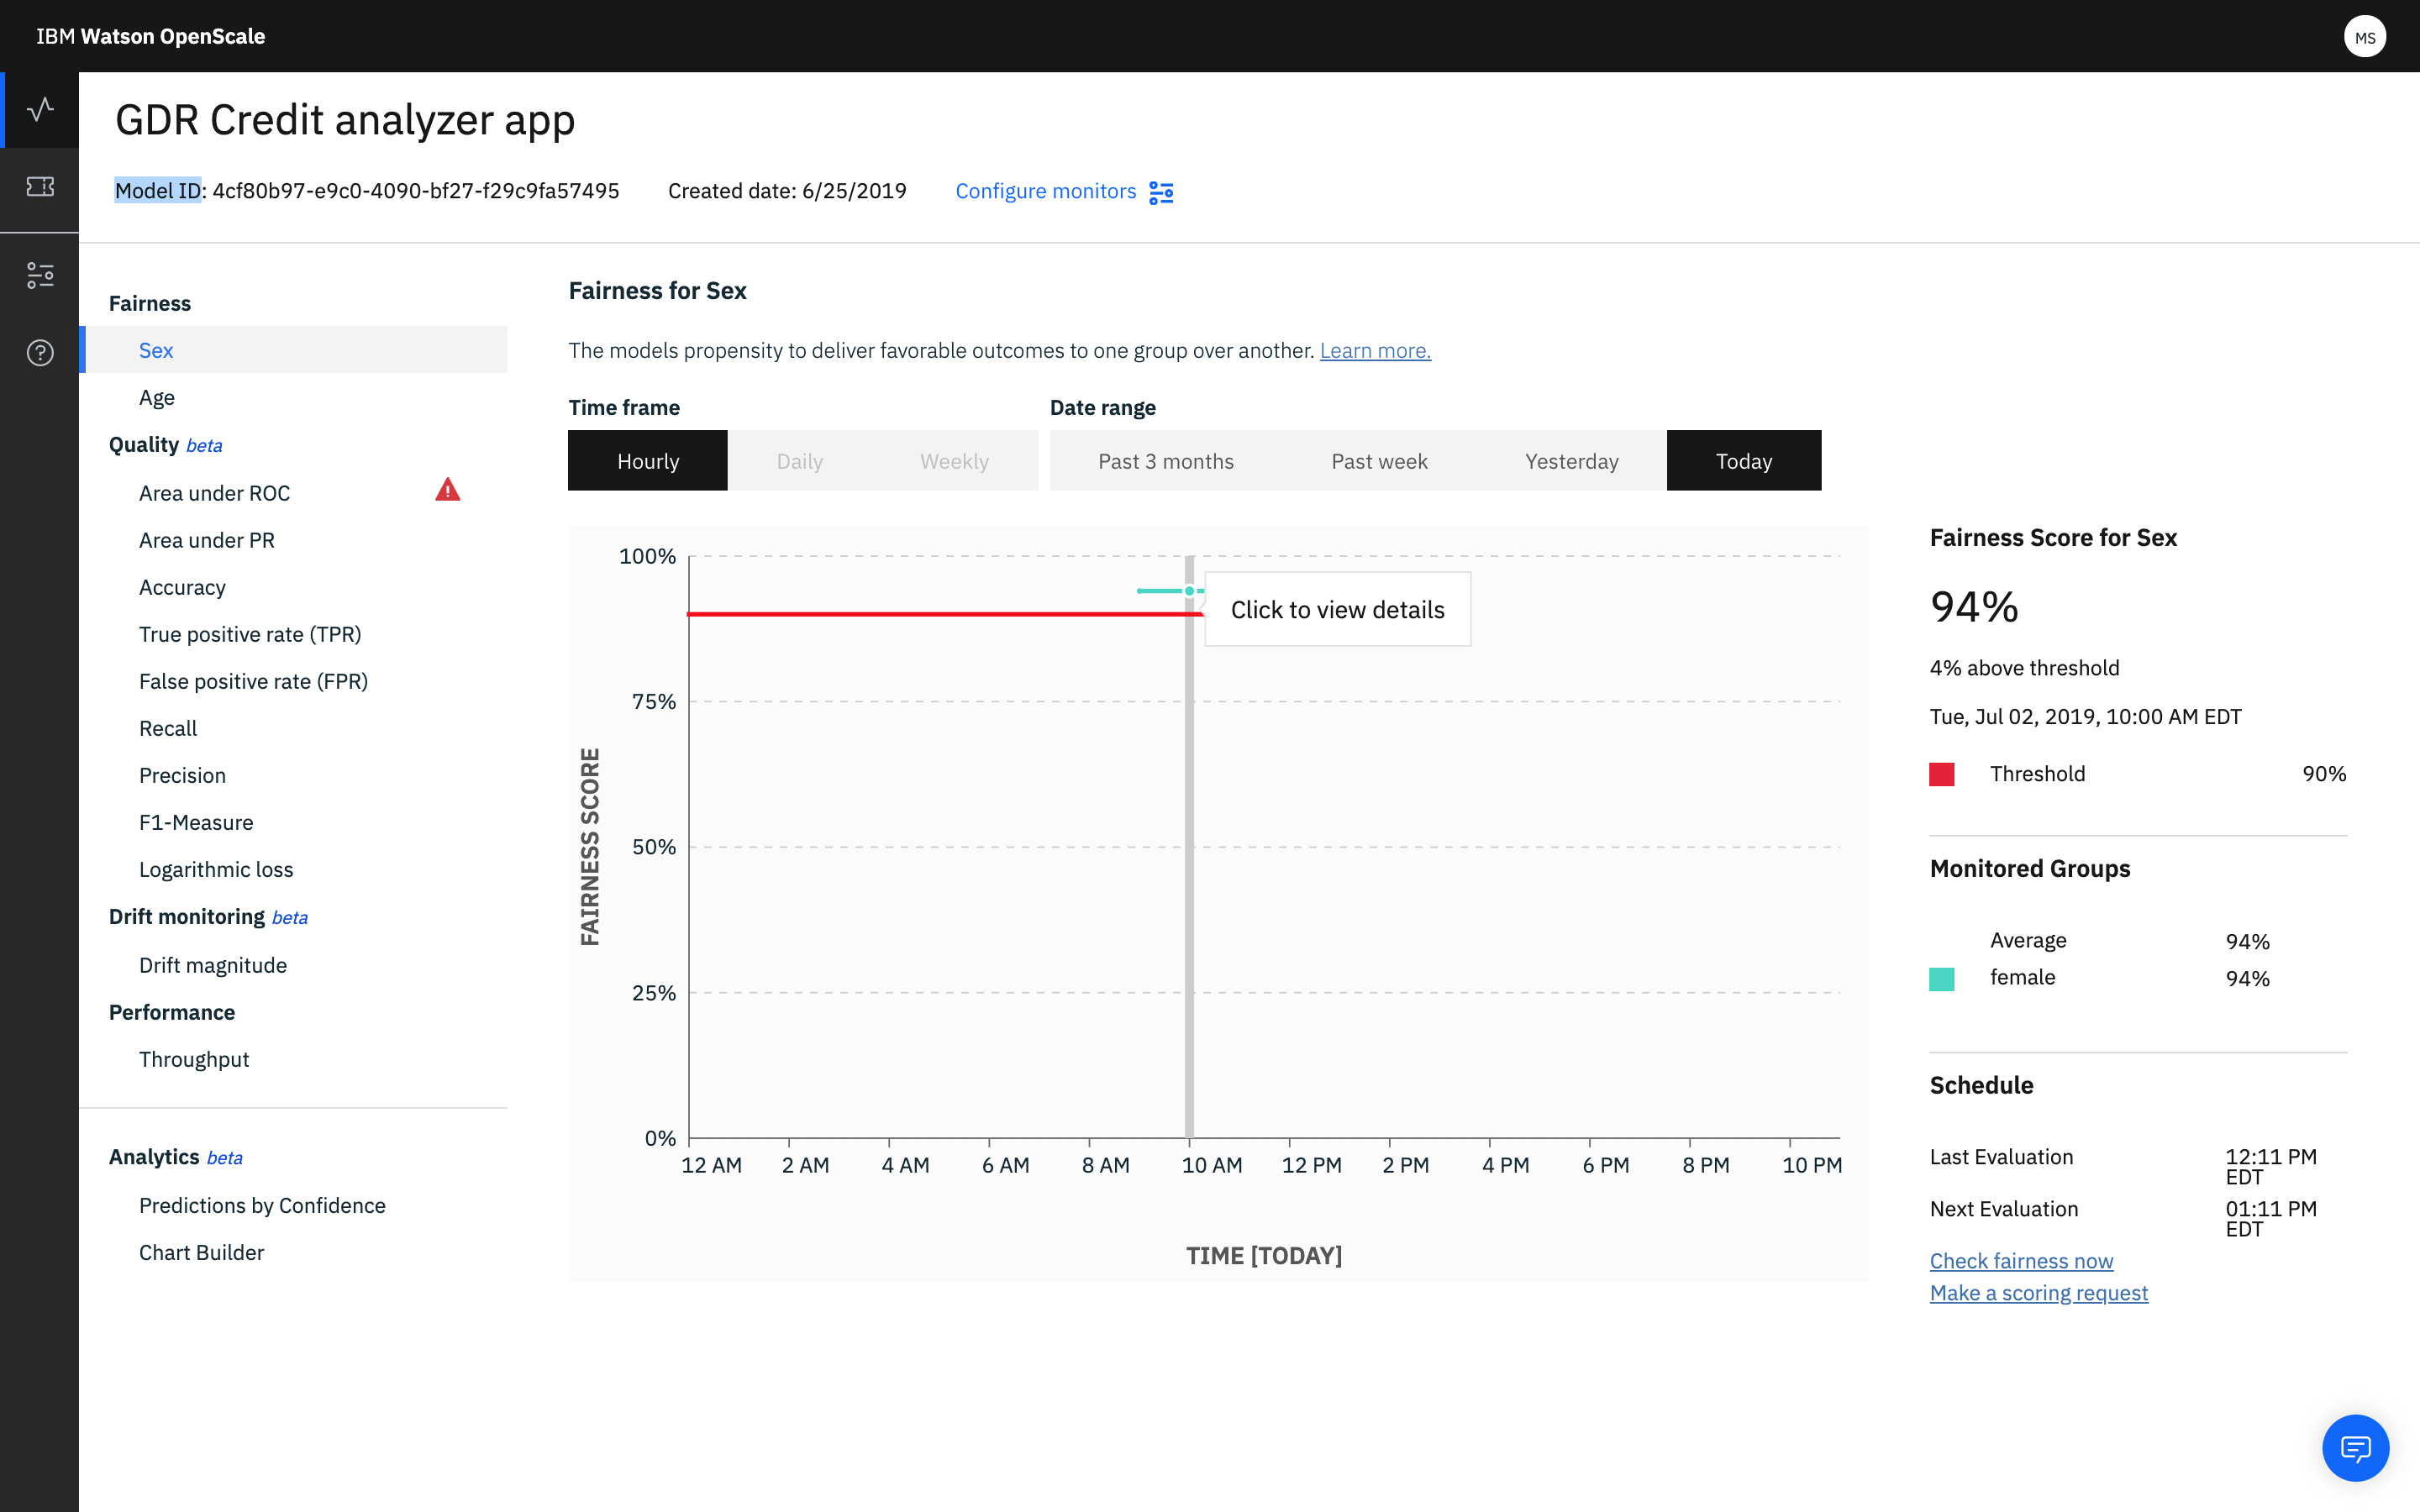 IBM Watson OpenScale
MS
GDR Credit analyzer app
Model ID: 4cf80b97-e9c0-4090-bf27-f29c9fa57495 Created date: 6/25/2019 Configure monitors
Fairness
Sex
Age
Quality beta
Area under ROC
Area under PR
Accuracy
True positive rate (TPR)
False positive rate (FPR)
Recall
Precision
F1-Measure
Logarithmic loss
Drift monitoring beta
Drift magnitude
Performance
Throughput
Analytics beta
Predictions by Confidence
Chart Builder
Fairness for Sex
The models propensity to deliver favorable outcomes to one group over another. Learn more.
Time frame Date range
Hourly Daily Weekly Past 3 months Past week Yesterday Today
100%
75%
50%
25%
0%
FAIRNESS SCORE
Click to view details
12 AM 2 AM 4 AM 6 AM 8 AM 10 AM 12 PM 2 PM 4 PM 6 PM 8 PM 10 PM
TIME [TODAY]
Fairness Score for Sex
94%
4% above threshold
Tue, Jul 02, 2019, 10:00 AM EDT
Threshold 90%
Monitored Groups
Average 94%
female 94%
Schedule
Last Evaluation 12:11 PM
EDT
Next Evaluation 01:11 PM
EDT
Check fairness now
Make a scoring request